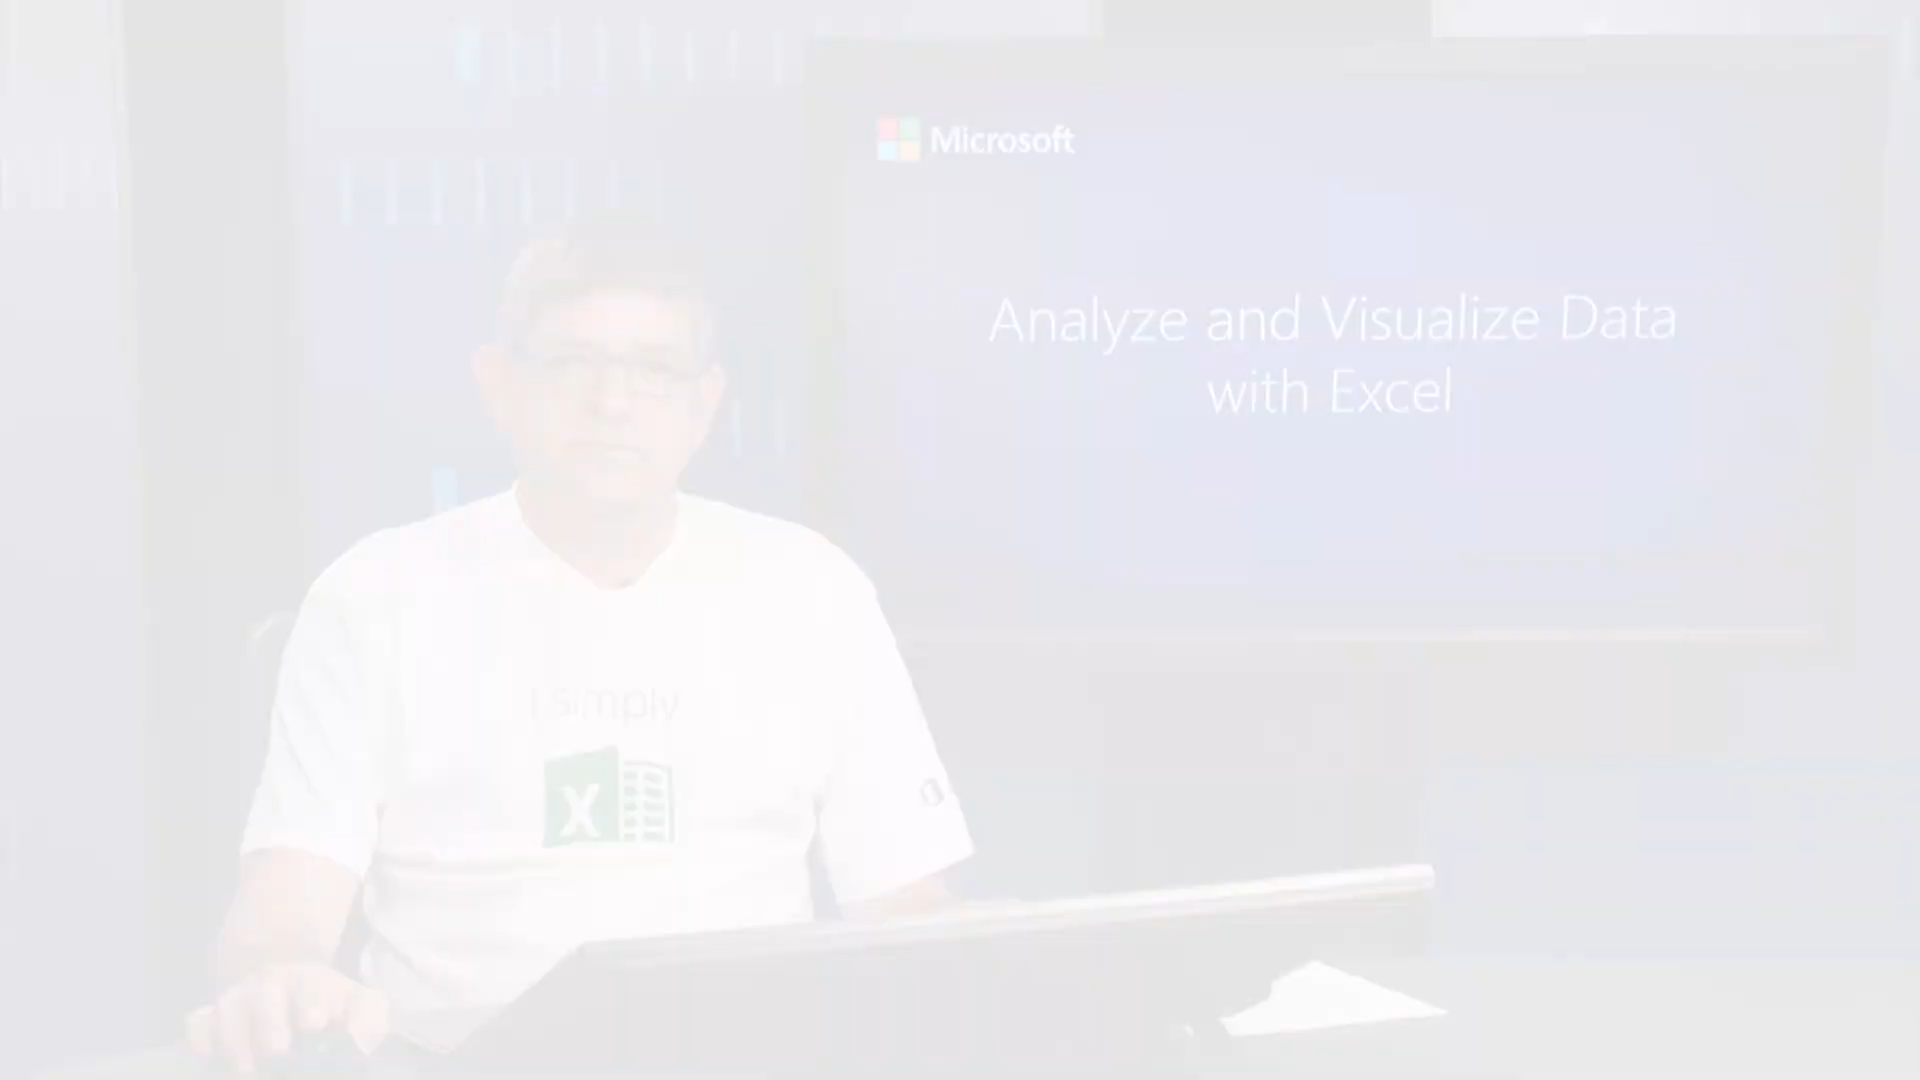 Microsoft
Analyze and Visualize Data
with Excel
I simply
X